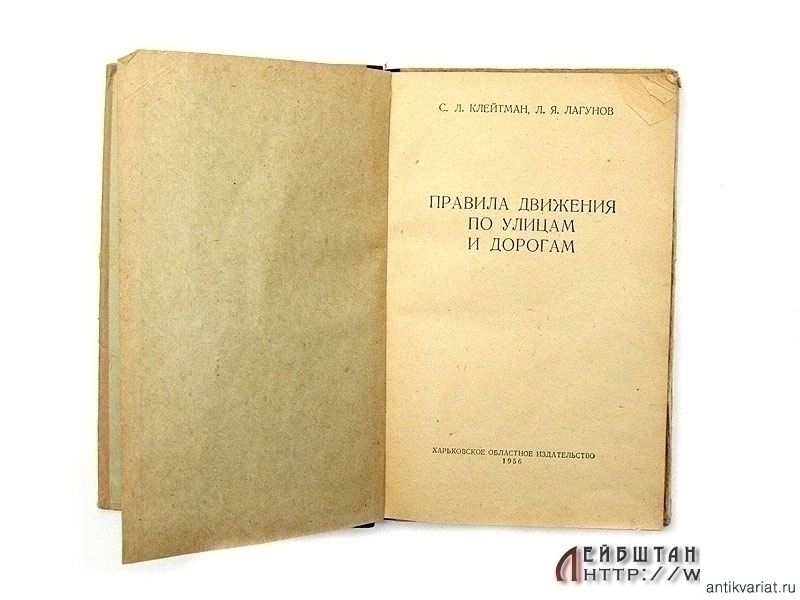 С. Л. КЛЕЙТМАН, Л. Я. ЛАГУНОВ
ПРАВИЛА ДВИЖЕНИЯ
ПО УЛИЦАМ
И ДОРОГАМ
ХАРЬКОВСКОЕ ОБЛАСТНОЕ ИЗДАТЕЛЬСТВО
1956
ЛЕЙБШТАН
HTTP://W
antikvariat.ru